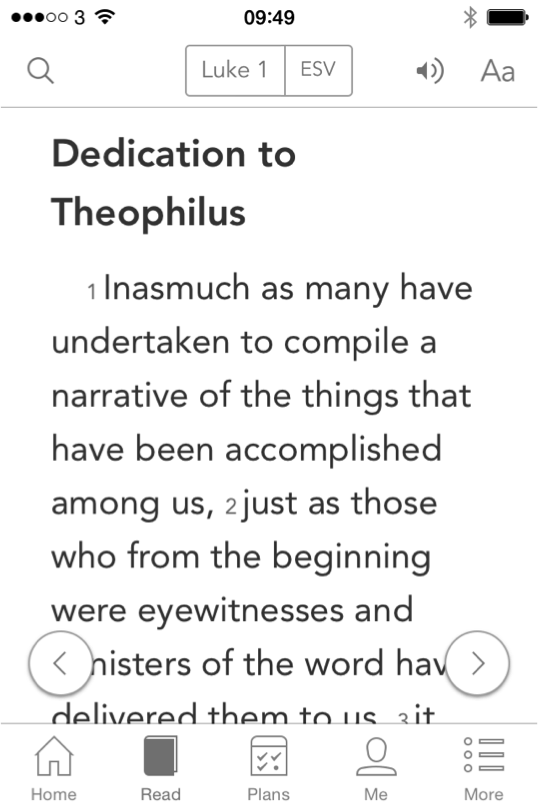 3 09:49
Luke 1 ESV Aa
Dedication to
Theophilus
1 Inasmuch as many have
undertaken to compile a
narrative of the things that
have been accomplished
among us, 2 just as those
who from the beginning
were eyewitnesses and
nisters of the word hav
delivered them to us, 3 it
Home Read Plans Me More